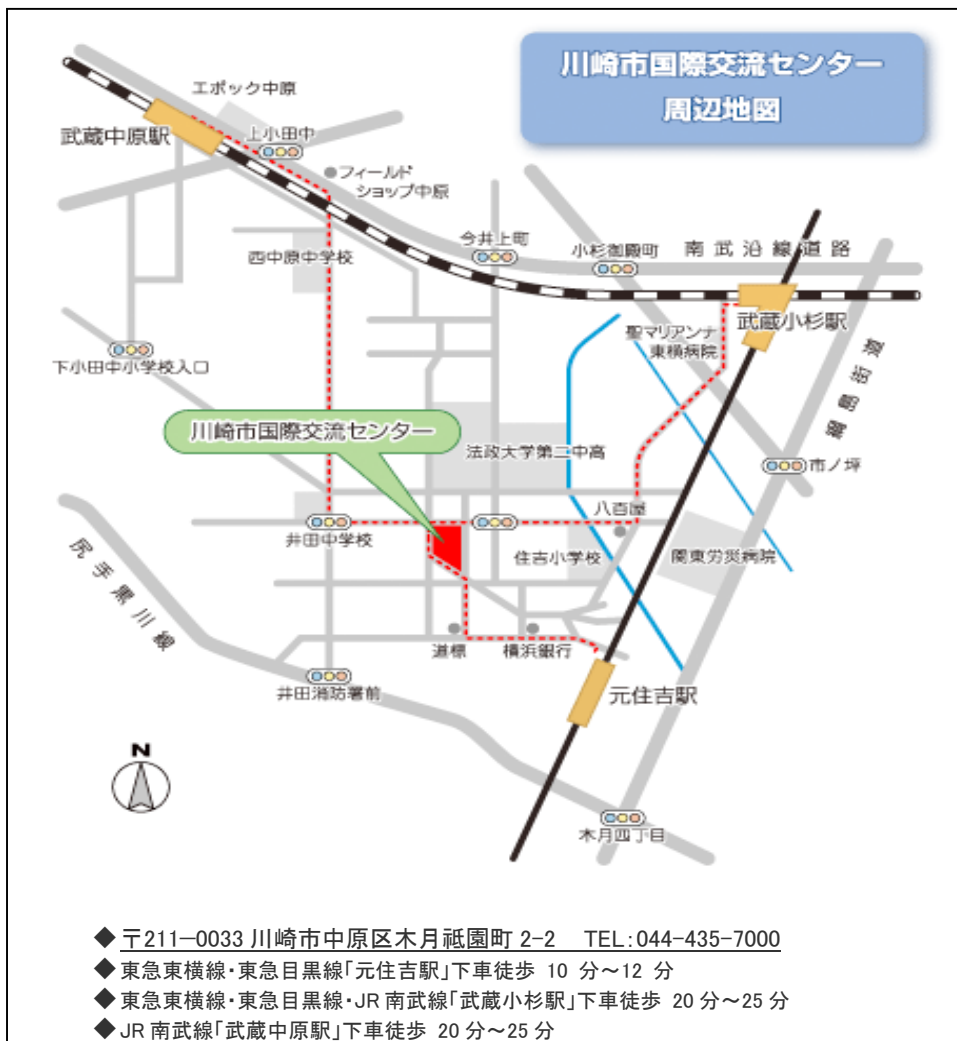 川崎市国際交流センター
周辺地図
エポック中原
武蔵中原駅
上小田中
フィールド
ショップ中原
西中原中学校
今井上町
小杉御殿町
南武沿線道路
武蔵小杉駅
聖マリアンナ
東横病院
綱島街道
下小田中小学校入口
川崎市国際交流センター
法政大学第二中高
市ノ坪
八百屋
井田中学校
住吉小学校
関東労災病院
尻手黒川線
道標
横浜銀行
井田消防署前
元住吉駅
N
木月四丁目
◆〒211-0033 川崎市中原区木月祗園町 2-2 TEL:044-435-7000
◆東急東横線・東急目黒線「元住吉駅」下車徒歩 10 分~12 分
◆東急東横線・東急目黒線・JR 南武線「武蔵小杉駅」下車徒歩 20 分~25 分
◆JR 南武線「武蔵中原駅」下車徒歩 20 分~25 分